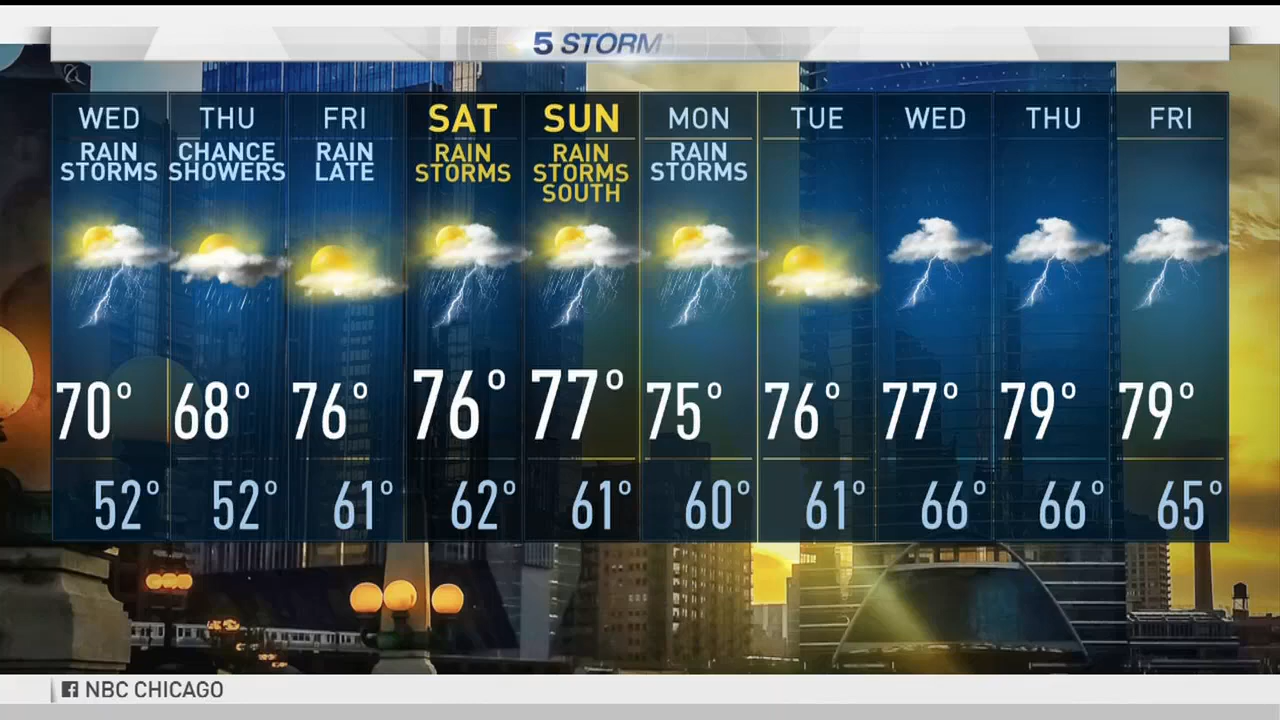 5 STORM
WED
RAIN
STORMS
70°
52°
THU
CHANCE
SHOWERS
68°
52°
FRI
RAIN
LATE
76°
61°
SAT
RAIN
STORMS
76°
62°
SUN
RAIN
STORMS
SOUTH
77°
61°
MON
RAIN
STORMS
75°
60°
TUE
76°
61°
WED
77°
66°
THU
79°
66°
FRI
79°
65°
NBC CHICAGO